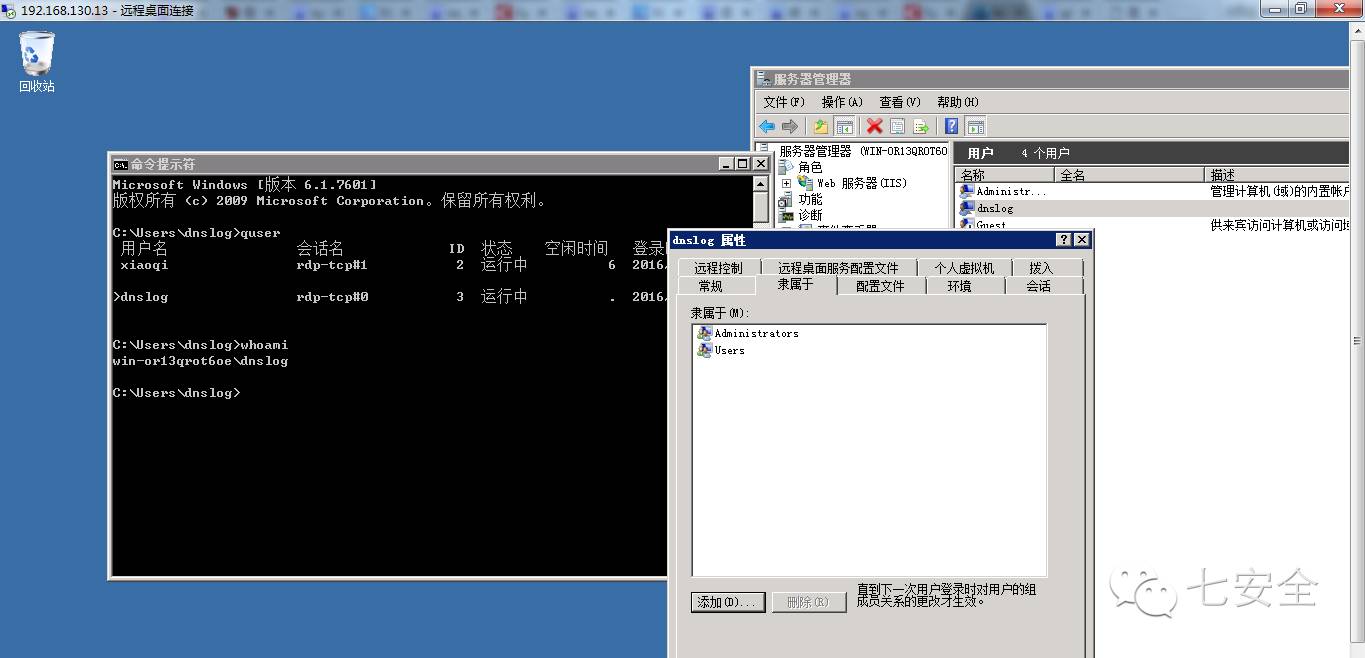 192.168.130.13 - 远程桌面连接
回收站
服务器管理器
文件(F) 操作(A) 查看(V) 帮助(H)
服务器管理器 (WIN-OR13QROT6O
角色
Web 服务器(IIS)
功能
诊断
用户 4 个用户
名称 全名 描述
Administr... 管理计算机(域)的内置帐户
dnslog
Guest 供来宾访问计算机或访问域
命令提示符
Microsoft Windows [版本 6.1.7601]
版权所有 (c) 2009 Microsoft Corporation。保留所有权利。
C:\Users\dnslog>quser
用户名 会话名 ID 状态 空闲时间 登录
xiaoqi rdp-tcp#1 2 运行中 6 2016/
>dnslog rdp-tcp#0 3 运行中 . 2016/
C:\Users\dnslog>whoami
win-or13qrot6oe\dnslog
C:\Users\dnslog>
dnslog 属性
远程控制 远程桌面服务配置文件 个人虚拟机 拨入
常规 隶属于 配置文件 环境 会话
隶属于(M):
Administrators
Users
添加(D)... 删除(R)
直到下一次用户登录时对用户的组
成员关系的更改才生效。
七安全